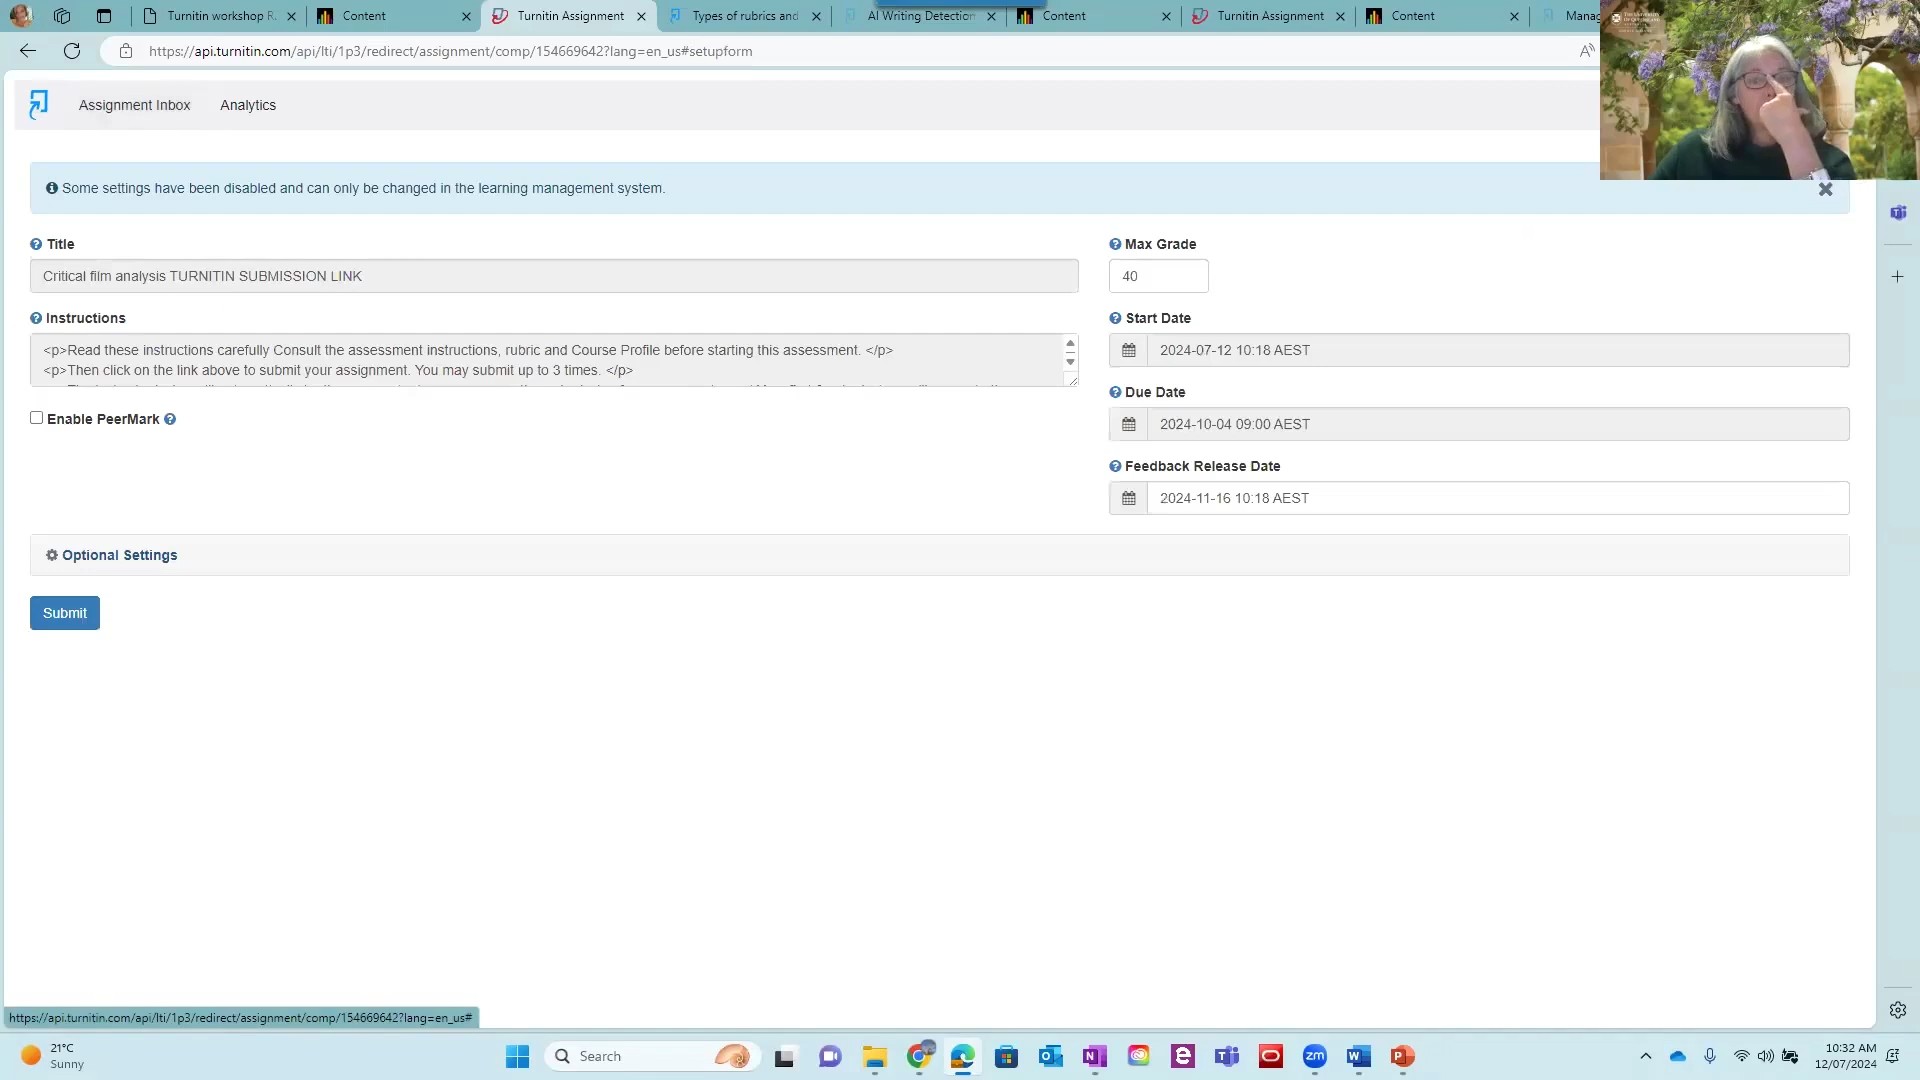 Turnitin workshop R
Content
Turnitin Assignment
Types of rubrics and
AI Writing Detection
Content
Turnitin Assignment
Content
Manag
https://api.turnitin.com/api/lti/1p3/redirect/assignment/comp/154669642?lang=en_us#setupform
Assignment Inbox
Analytics
Some settings have been disabled and can only be changed in the learning management system.
Title
Critical film analysis TURNITIN SUBMISSION LINK
Max Grade
40
Instructions
<p>Read these instructions carefully Consult the assessment instructions, rubric and Course Profile before starting this assessment. </p>
<p>Then click on the link above to submit your assignment. You may submit up to 3 times. </p>
Start Date
2024-07-12 10:18 AEST
Due Date
2024-10-04 09:00 AEST
Enable PeerMark
Feedback Release Date
2024-11-16 10:18 AEST
Optional Settings
Submit
https://api.turnitin.com/api/lti/1p3/redirect/assignment/comp/154669642?lang=en_us#
21°C
Sunny
Search
10:32 AM
12/07/2024